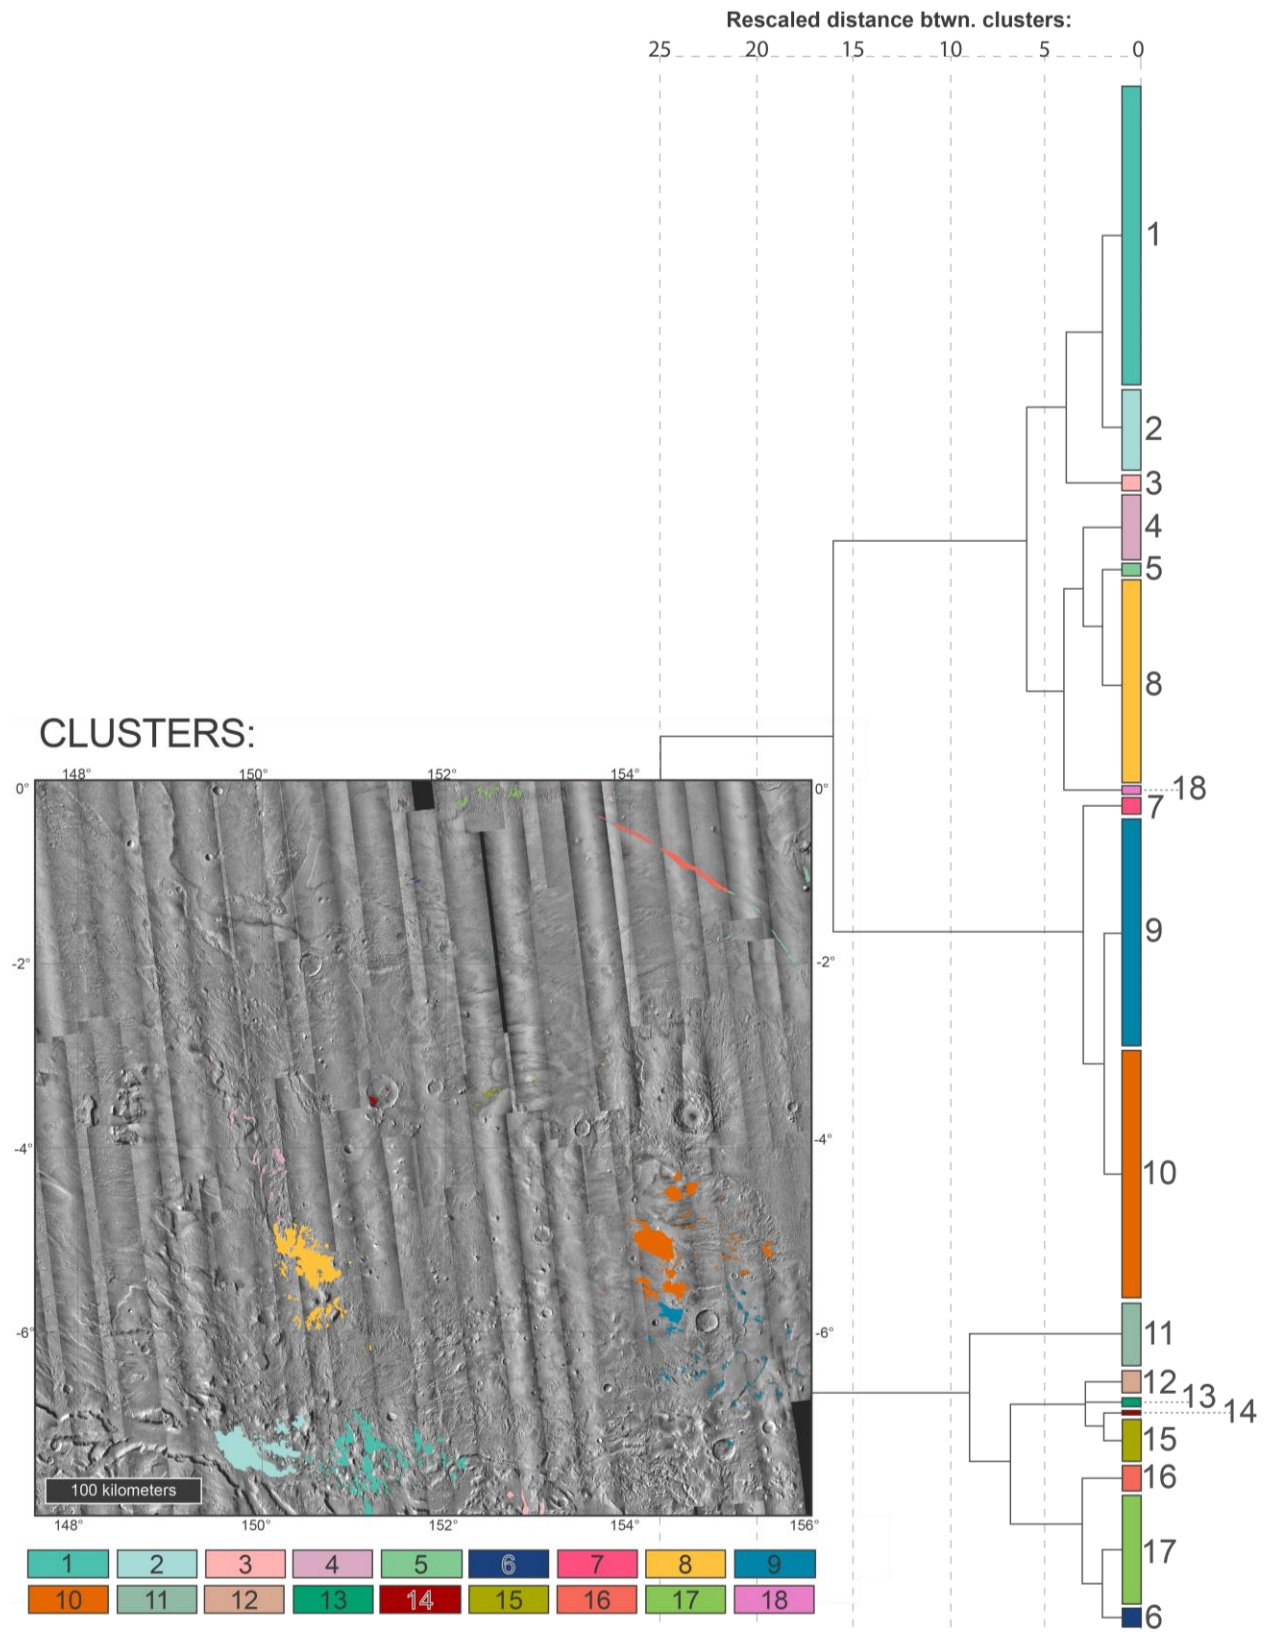 Rescaled distance btwn. clusters:
25 20 15 10 5 0
1
2
3
4
5
8
18
7
9
10
11
12
13
14
15
16
17
6
CLUSTERS:
148° 150° 152° 154°
0° 0°
-2° -2°
-4° -4°
-6° -6°
100 kilometers
148° 150° 152° 154° 156°
1 2 3 4 5 6 7 8 9
10 11 12 13 14 15 16 17 18